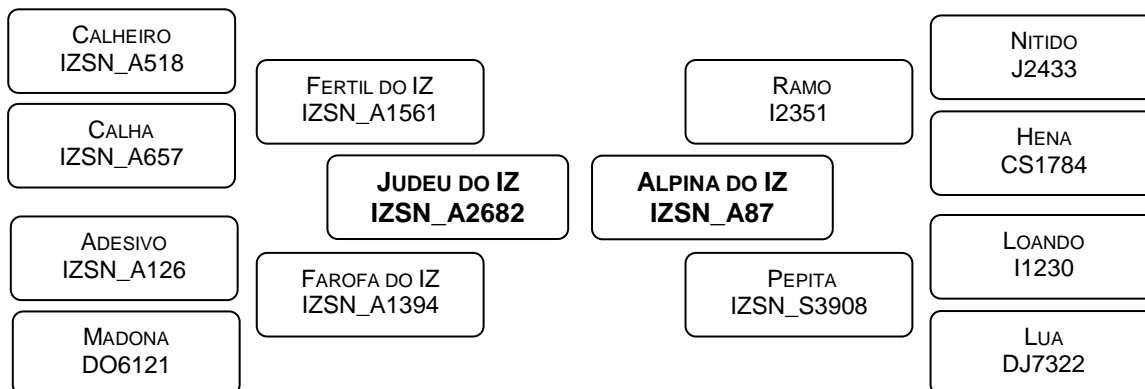 CALHEIRO
IZSN_A518
CALHA
IZSN_A657
ADESIVO
IZSN_A126
MADONA
DO6121
FERTIL DO IZ
IZSN_A1561
FAROFA DO IZ
IZSN_A1394
JUDEU DO IZ
IZSN_A2682
ALPINA DO IZ
IZSN_A87
RAMO
I2351
PEPITA
IZSN_S3908
NITIDO
J2433
HENA
CS1784
LOANDO
I1230
LUA
DJ7322